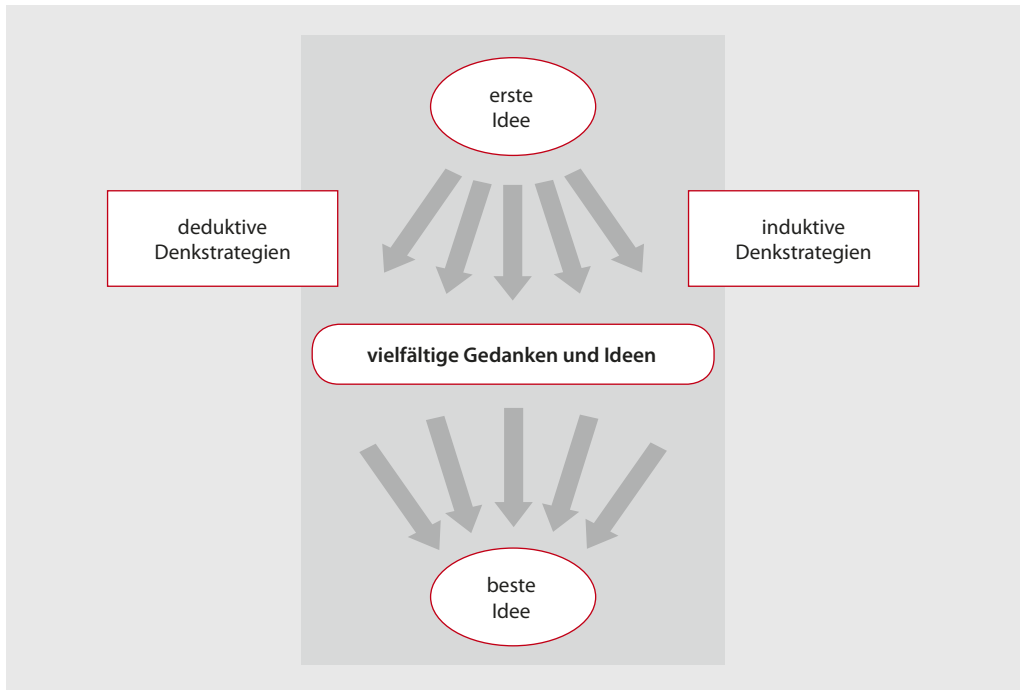 erste
Idee
deduktive
Denkstrategien
induktive
Denkstrategien
vielfältige Gedanken und Ideen
beste
Idee